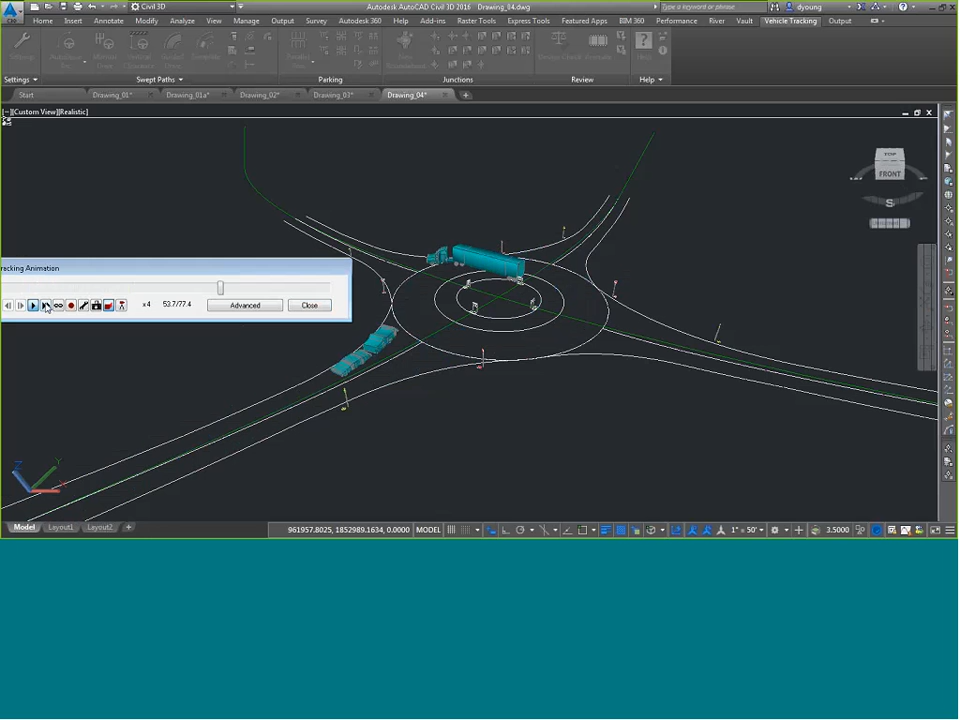 Civil 3D
Autodesk AutoCAD Civil 3D 2016 Drawing_04.dwg
Type a keyword or phrase
dyoung
Home Insert Annotate Modify Analyze View Manage Output Survey Autodesk 360 Help Add-ins Raster Tools Express Tools Featured Apps BIM 360 Performance River Vault Vehicle Tracking Output
Settings
Help
Settings Swept Paths Parking Junctions Review Help
Start Drawing_01* Drawing_01a* Drawing_02* Drawing_03* Drawing_04*
[−][Custom View][Realistic]
TOP
FRONT
S
racking Animation
x4 53.7/77.4 Advanced Close
Z Y X
Model Layout1 Layout2 +
961957.8025, 1852989.1634, 0.0000 MODEL 1" = 50' 3.5000